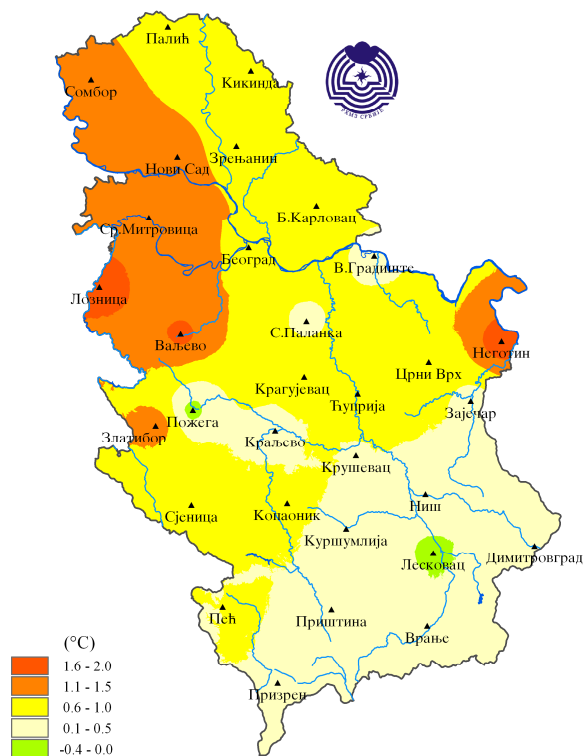 Палић
Кикинда
Сомбор
РХМЗ СРБИЈЕ
Зрењанин
Нови Сад
Б.Карловац
Ср.Митровица
Београд
В.Градиште
Лозница
С.Паланка
Ваљево
Неготин
Црни Врх
Крагујевац
Ћуприја
Зајечар
Пожега
Златибор
Краљево
Крушевац
Ниш
Сјеница
Копаоник
Куршумлија
Димитровград
Лесковац
Пећ
Приштина
Врање
Призрен
(°C)
1.6 - 2.0
1.1 - 1.5
0.6 - 1.0
0.1 - 0.5
-0.4 - 0.0